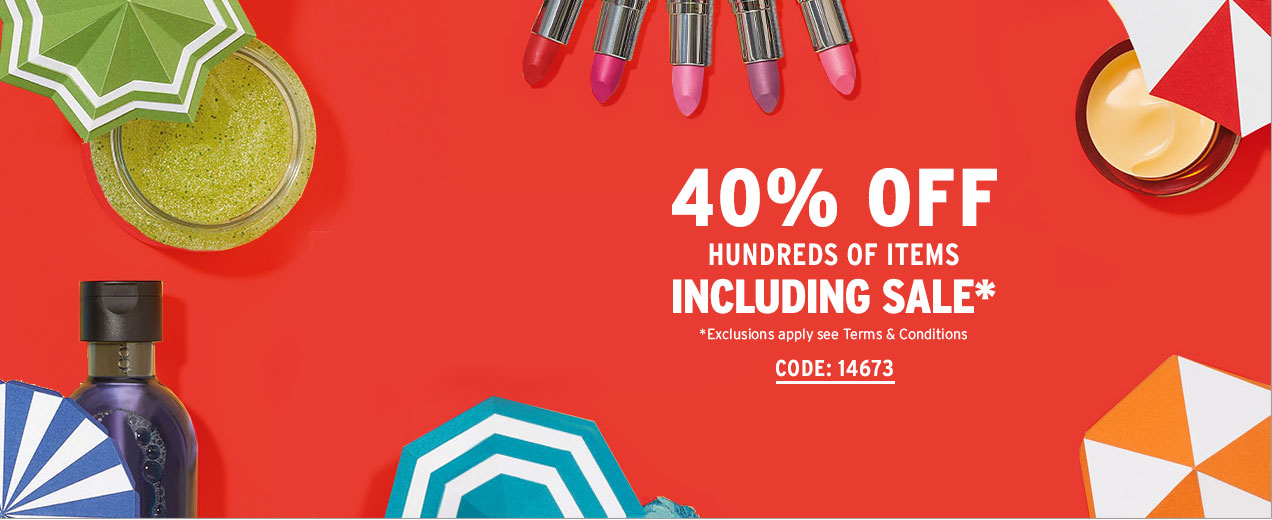 40% OFF
HUNDREDS OF ITEMS
INCLUDING SALE*
*Exclusions apply see Terms & Conditions
CODE: 14673